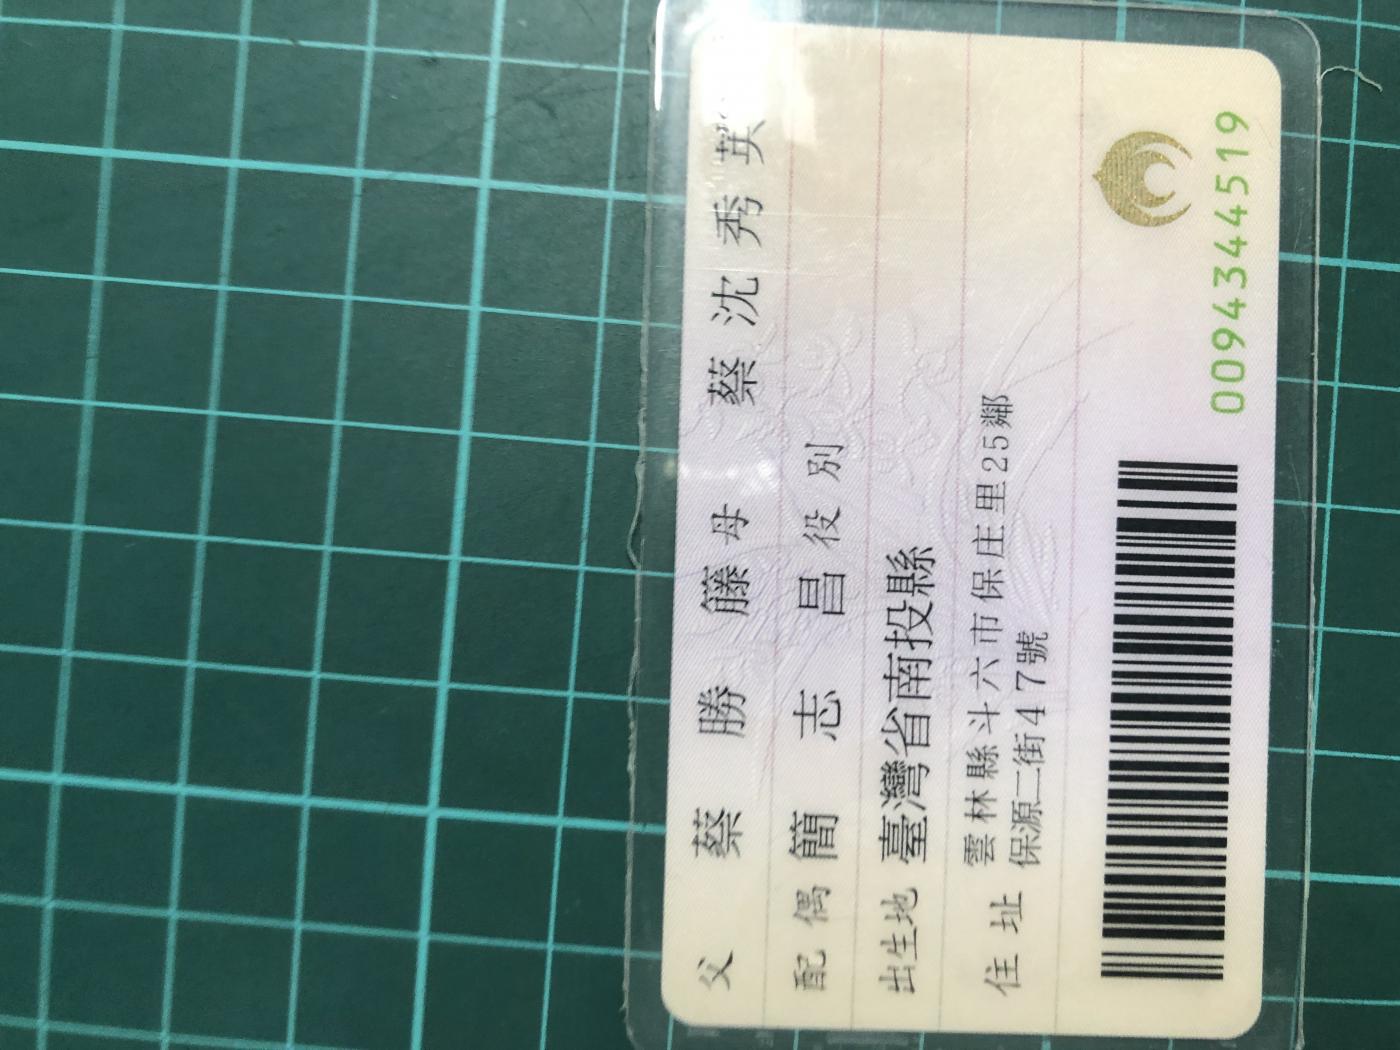 父 蔡勝籐 母 蔡沈秀英
配偶 簡志昌 役別
出生地 臺灣省南投縣
住址 雲林縣斗六市保庄里25鄰
保源二街47號
0094344519